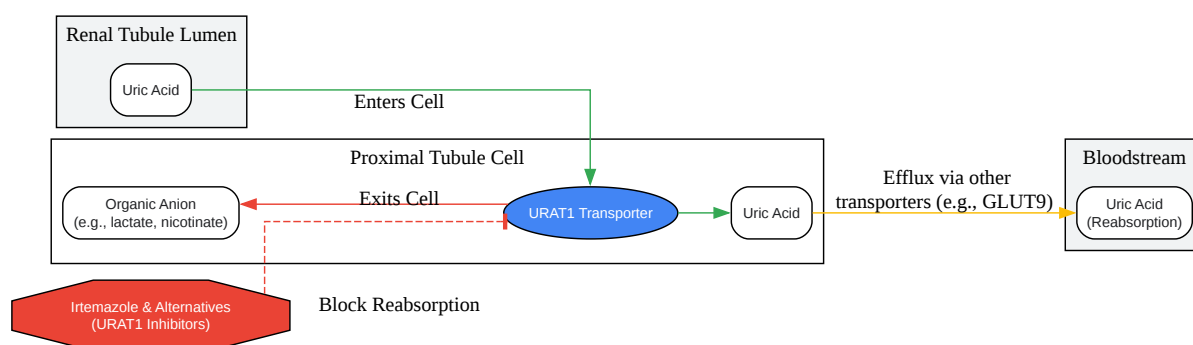 Renal Tubule Lumen
Uric Acid
Enters Cell
Proximal Tubule Cell
Organic Anion
(e.g., lactate, nicotinate)
Exits Cell
URAT1 Transporter
Uric Acid
Efflux via other
transporters (e.g., GLUT9)
Bloodstream
Uric Acid
(Reabsorption)
Irtemazole & Alternatives
(URAT1 Inhibitors)
Block Reabsorption